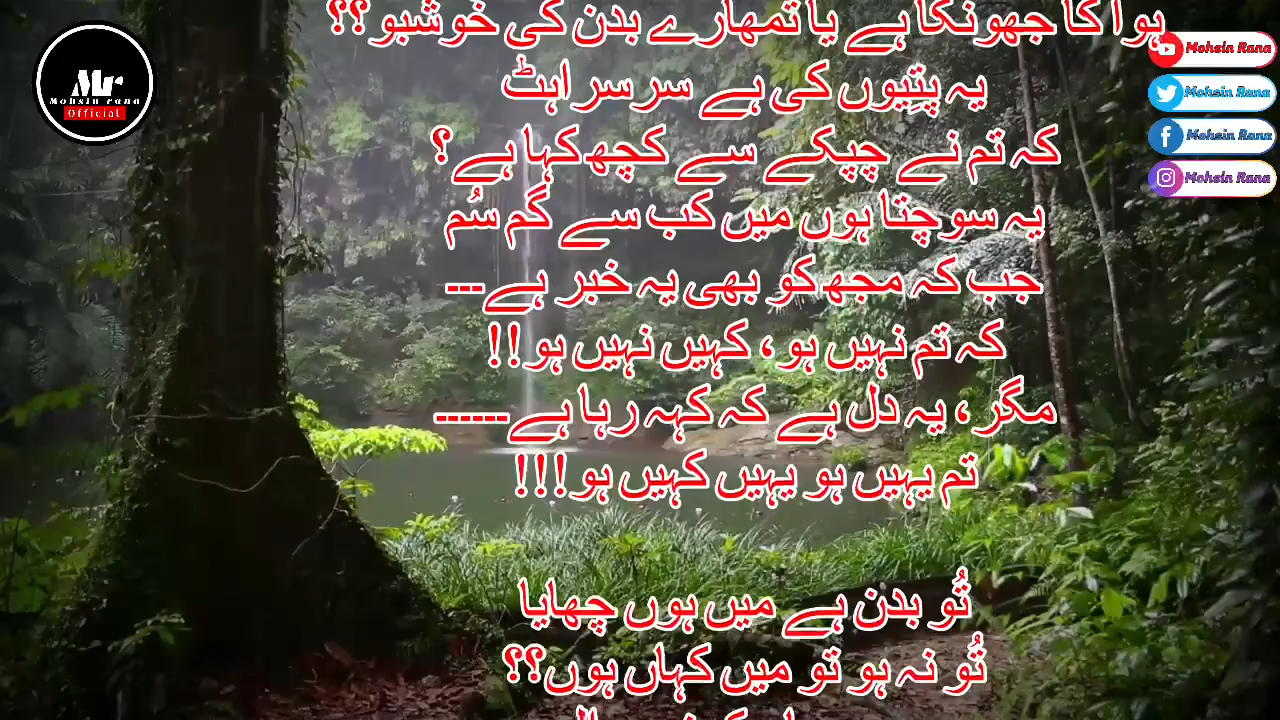 ہوا کا جھونکا ہے یا تمھارے بدن کی خوشبو؟؟
یہ پتِیوں کی ہے سرسراہٹ
کہ تم نے چپکے سے کچھ کہا ہے؟
یہ سوچتا ہوں میں کب سے گم سُم
جب کہ مجھ کو بھی یہ خبر ہے---
کہ تم نہیں ہو، کہیں نہیں ہو!!
مگر، یہ دل ہے کہ کہہ رہا ہے------
تم یہیں ہو یہیں کہیں ہو!!!
تُو بدن ہے میں ہوں چھایا
تُو نہ ہو تو میں کہاں ہوں؟؟
Mr
Mohsin rana
Official
Mohsin Rana
Mohsin Rana
Mohsin Rana
Mohsin Rana